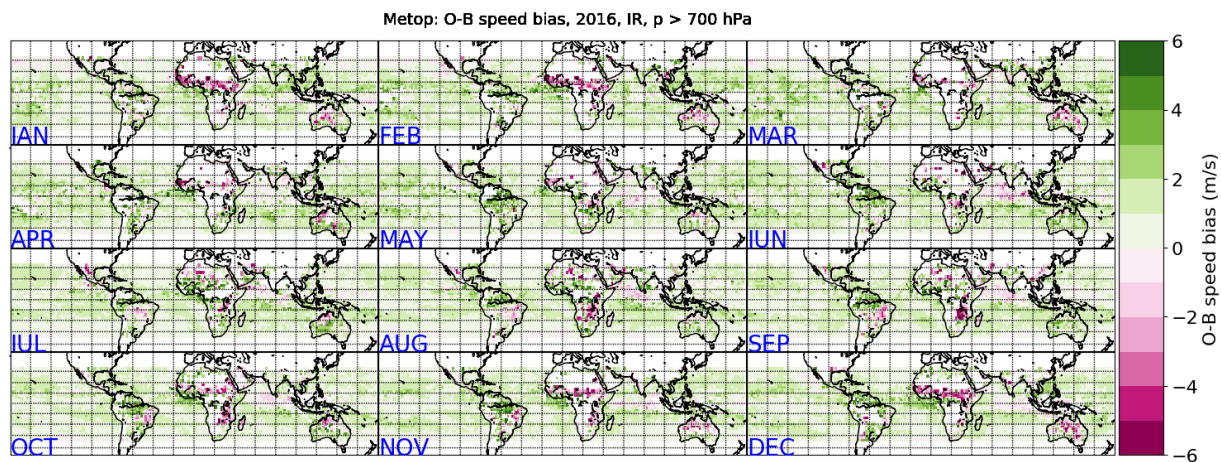 Metop: O-B speed bias, 2016, IR, p > 700 hPa
JAN
FEB
MAR
APR
MAY
JUN
JUL
AUG
SEP
OCT
NOV
DEC
6
4
2
0
−2
−4
−6
O-B speed bias (m/s)